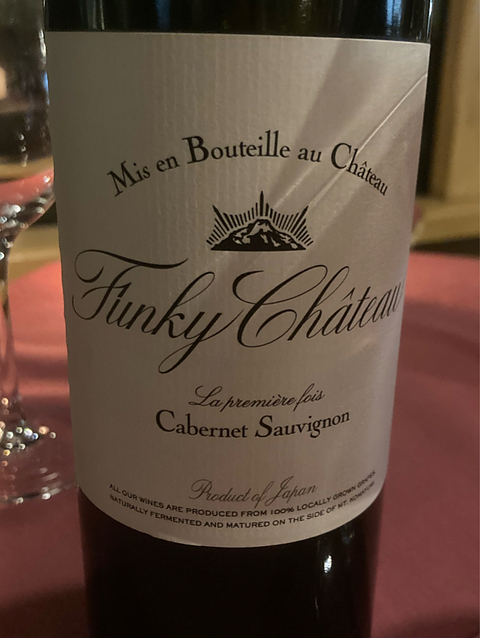 Mis en Bouteille au Château
Funky Château
La première fois
Cabernet Sauvignon
Product of Japan
ALL OUR WINES ARE PRODUCED FROM 100% LOCALLY GROWN GRAPES
NATURALLY FERMENTED AND MATURED ON THE SIDE OF MT.